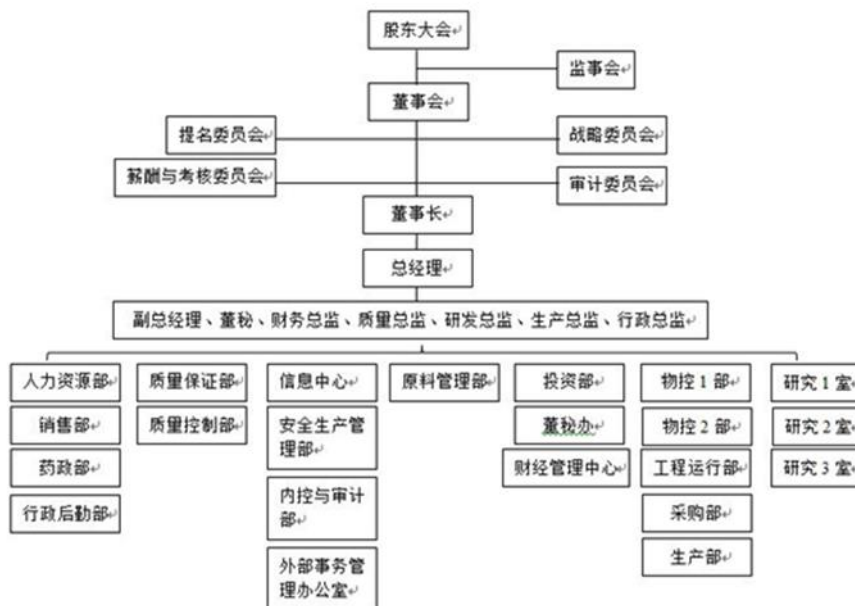 股东大会
监事会
董事会
提名委员会
战略委员会
薪酬与考核委员会
审计委员会
董事长
总经理
副总经理、董秘、财务总监、质量总监、研发总监、生产总监、行政总监
人力资源部
质量保证部
信息中心
原料管理部
投资部
物控1部
研究1室
销售部
质量控制部
安全生产管
理部
董秘办
物控2部
研究2室
药政部
财经管理中心
工程运行部
研究3室
行政后勤部
内控与审计
部
采购部
外部事务管
理办公室
生产部